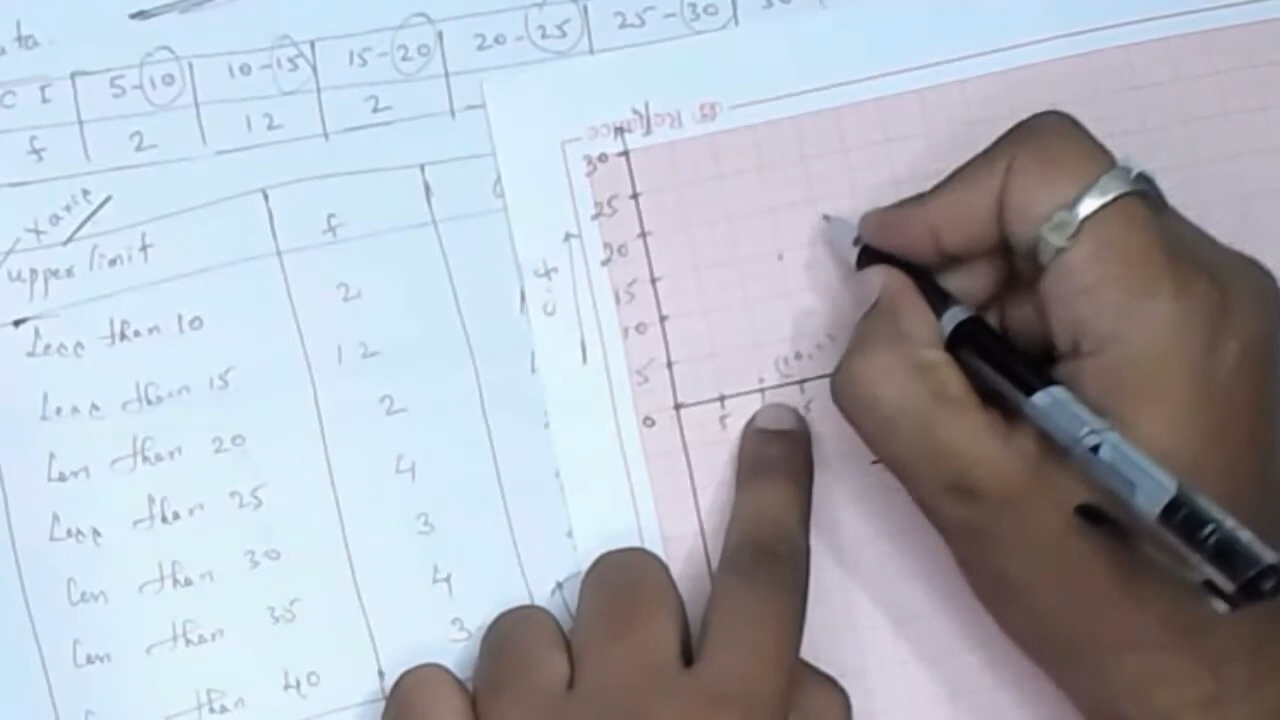 C I 5-10 10-15 15-20 20-25 25-30
f 2 12 2
x axis
upper limit f
Less than 10 2
Less than 15 12
Less than 20 2
Less than 25 4
Less than 30 3
Less than 35 4
than 40 3
Reliance
30
25
20
15
10
5
0
5
c.f